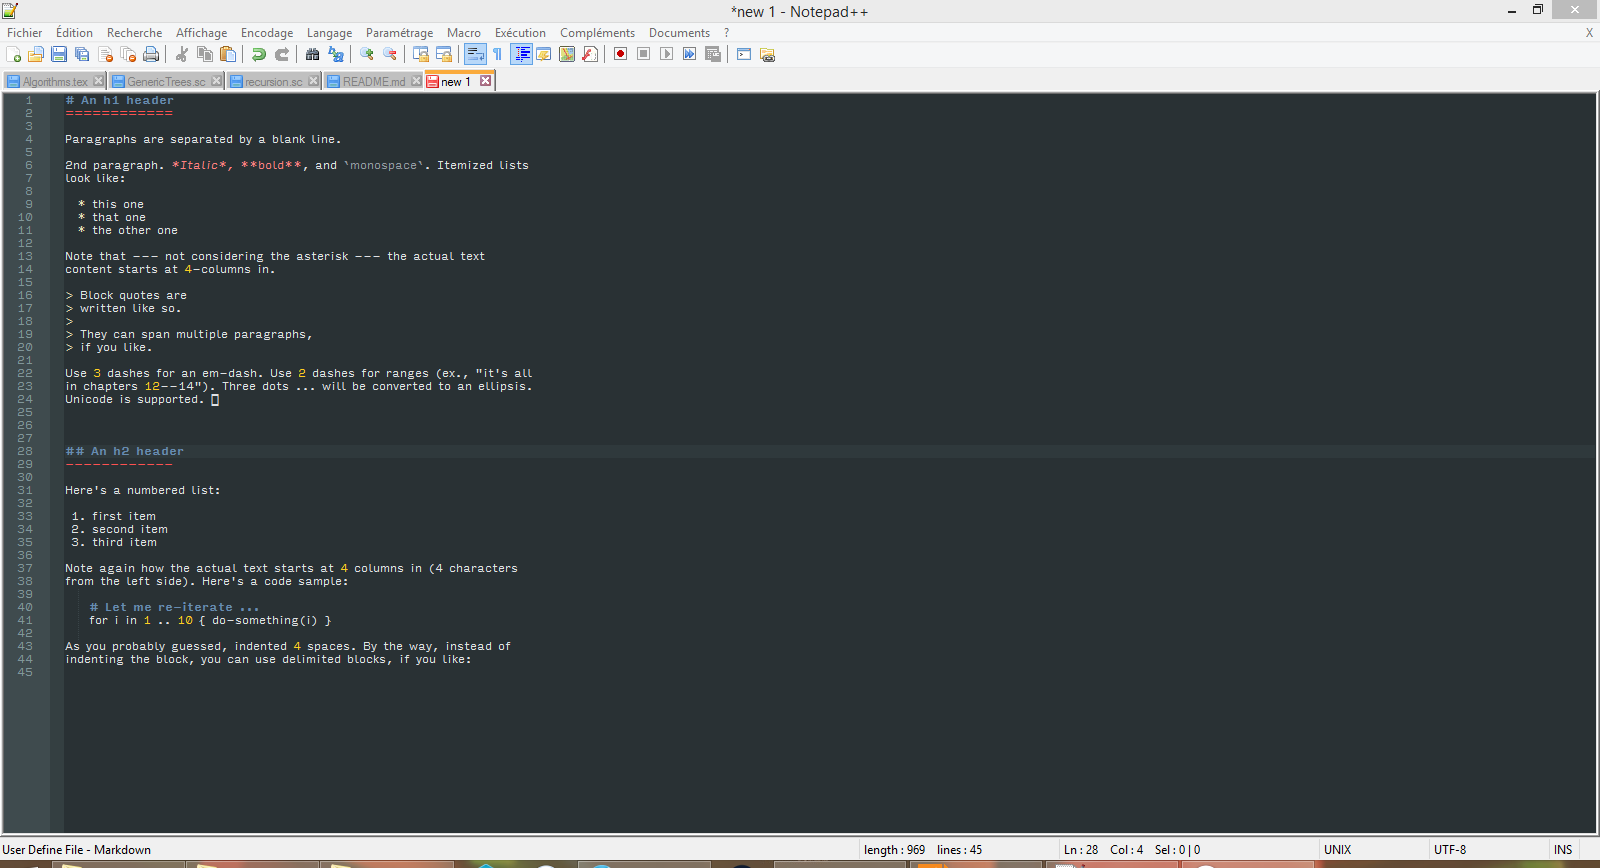 *new 1 - Notepad++
Fichier Édition Recherche Affichage Encodage Langage Paramétrage Macro Exécution Compléments Documents ? X
Algorithms.tex GenericTrees.sc recursion.sc README.md new 1
1 # An h1 header
2 ============
3
4 Paragraphs are separated by a blank line.
5
6 2nd paragraph. *Italic*, **bold**, and `monospace`. Itemized lists
7 look like:
8
9 * this one
10 * that one
11 * the other one
12
13 Note that --- not considering the asterisk --- the actual text
14 content starts at 4-columns in.
15
16 > Block quotes are
17 > written like so.
18 >
19 > They can span multiple paragraphs,
20 > if you like.
21
22 Use 3 dashes for an em-dash. Use 2 dashes for ranges (ex., "it's all
23 in chapters 12--14"). Three dots ... will be converted to an ellipsis.
24 Unicode is supported. 
25
26
27
28 ## An h2 header
29 ------------
30
31 Here's a numbered list:
32
33 1. first item
34 2. second item
35 3. third item
36
37 Note again how the actual text starts at 4 columns in (4 characters
38 from the left side). Here's a code sample:
39
40 # Let me re-iterate ...
41 for i in 1 .. 10 { do-something(i) }
42
43 As you probably guessed, indented 4 spaces. By the way, instead of
44 indenting the block, you can use delimited blocks, if you like:
45
User Define File - Markdown length : 969 lines : 45 Ln : 28 Col : 4 Sel : 0 | 0 UNIX UTF-8 INS